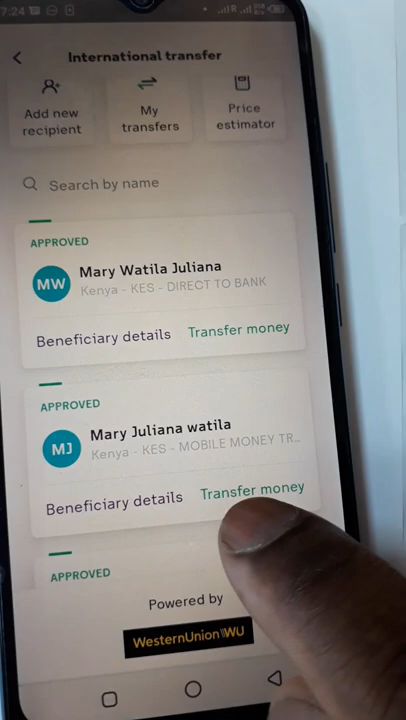 7:24
International transfer
Add new
recipient
My
transfers
Price
estimator
Search by name
APPROVED
MW
Mary Watila Juliana
Kenya - KES - DIRECT TO BANK
Beneficiary details
Transfer money
APPROVED
MJ
Mary Juliana watila
Kenya - KES - MOBILE MONEY TR...
Beneficiary details
Transfer money
APPROVED
Powered by
WesternUnion WU